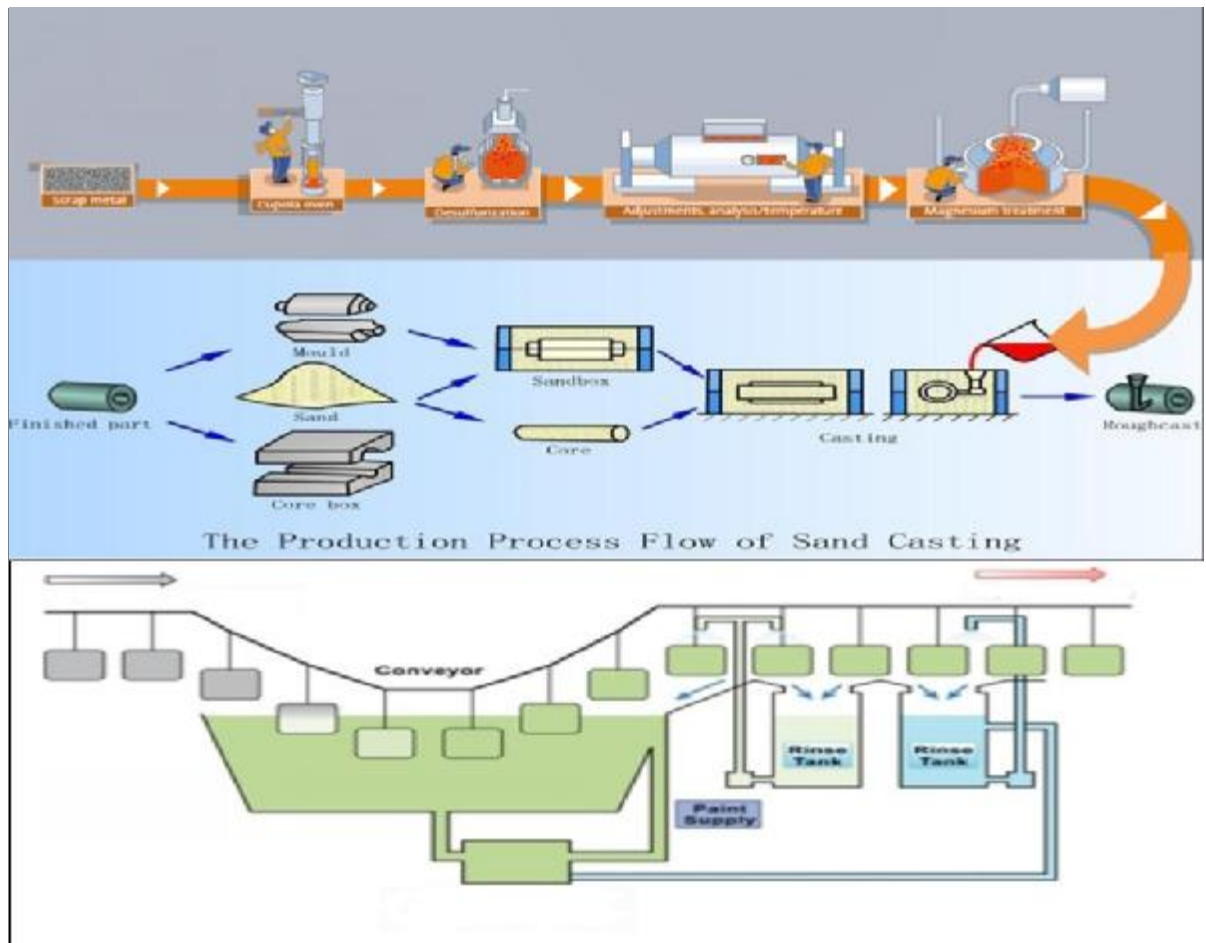 Scrap metal
Cupola oven
Desulfurization
Adjustments, analysis/temperature
Magnesium treatment
Mould
Sand
Core box
Finished part
Sandbox
Core
Casting
Roughcast
The Production Process Flow of Sand Casting
Conveyor
Rinse
Tank
Rinse
Tank
Paint
Supply